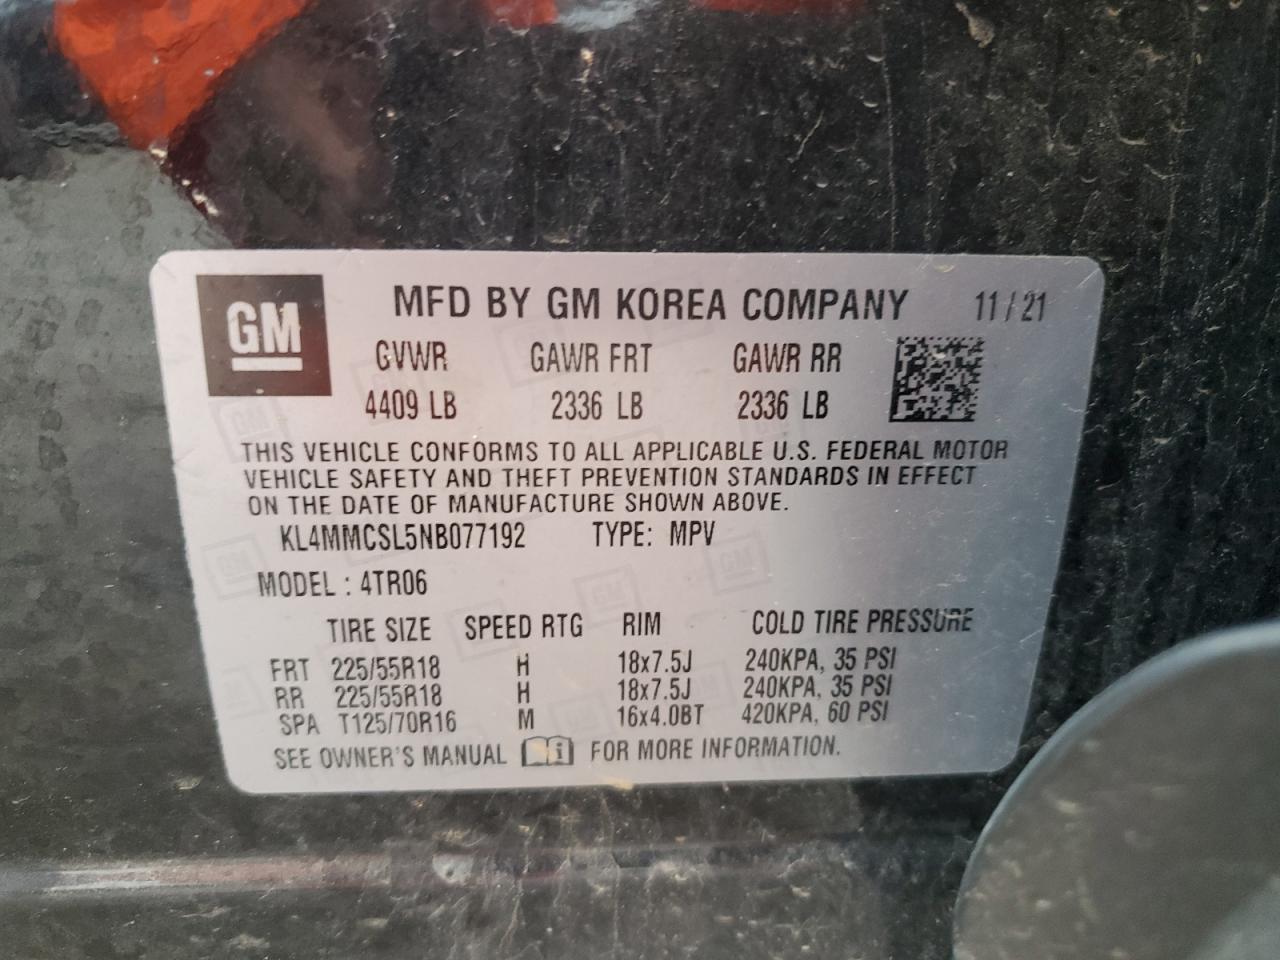 GM
MFD BY GM KOREA COMPANY 11/21
GVWR GAWR FRT GAWR RR
4409 LB 2336 LB 2336 LB
THIS VEHICLE CONFORMS TO ALL APPLICABLE U.S. FEDERAL MOTOR
VEHICLE SAFETY AND THEFT PREVENTION STANDARDS IN EFFECT
ON THE DATE OF MANUFACTURE SHOWN ABOVE.
KL4MMCSL5NB077192 TYPE: MPV
MODEL : 4TR06
TIRE SIZE SPEED RTG RIM COLD TIRE PRESSURE
FRT 225/55R18 H 18x7.5J 240KPA, 35 PSI
RR 225/55R18 H 18x7.5J 240KPA, 35 PSI
SPA T125/70R16 M 16x4.0BT 420KPA, 60 PSI
SEE OWNER'S MANUAL i FOR MORE INFORMATION.